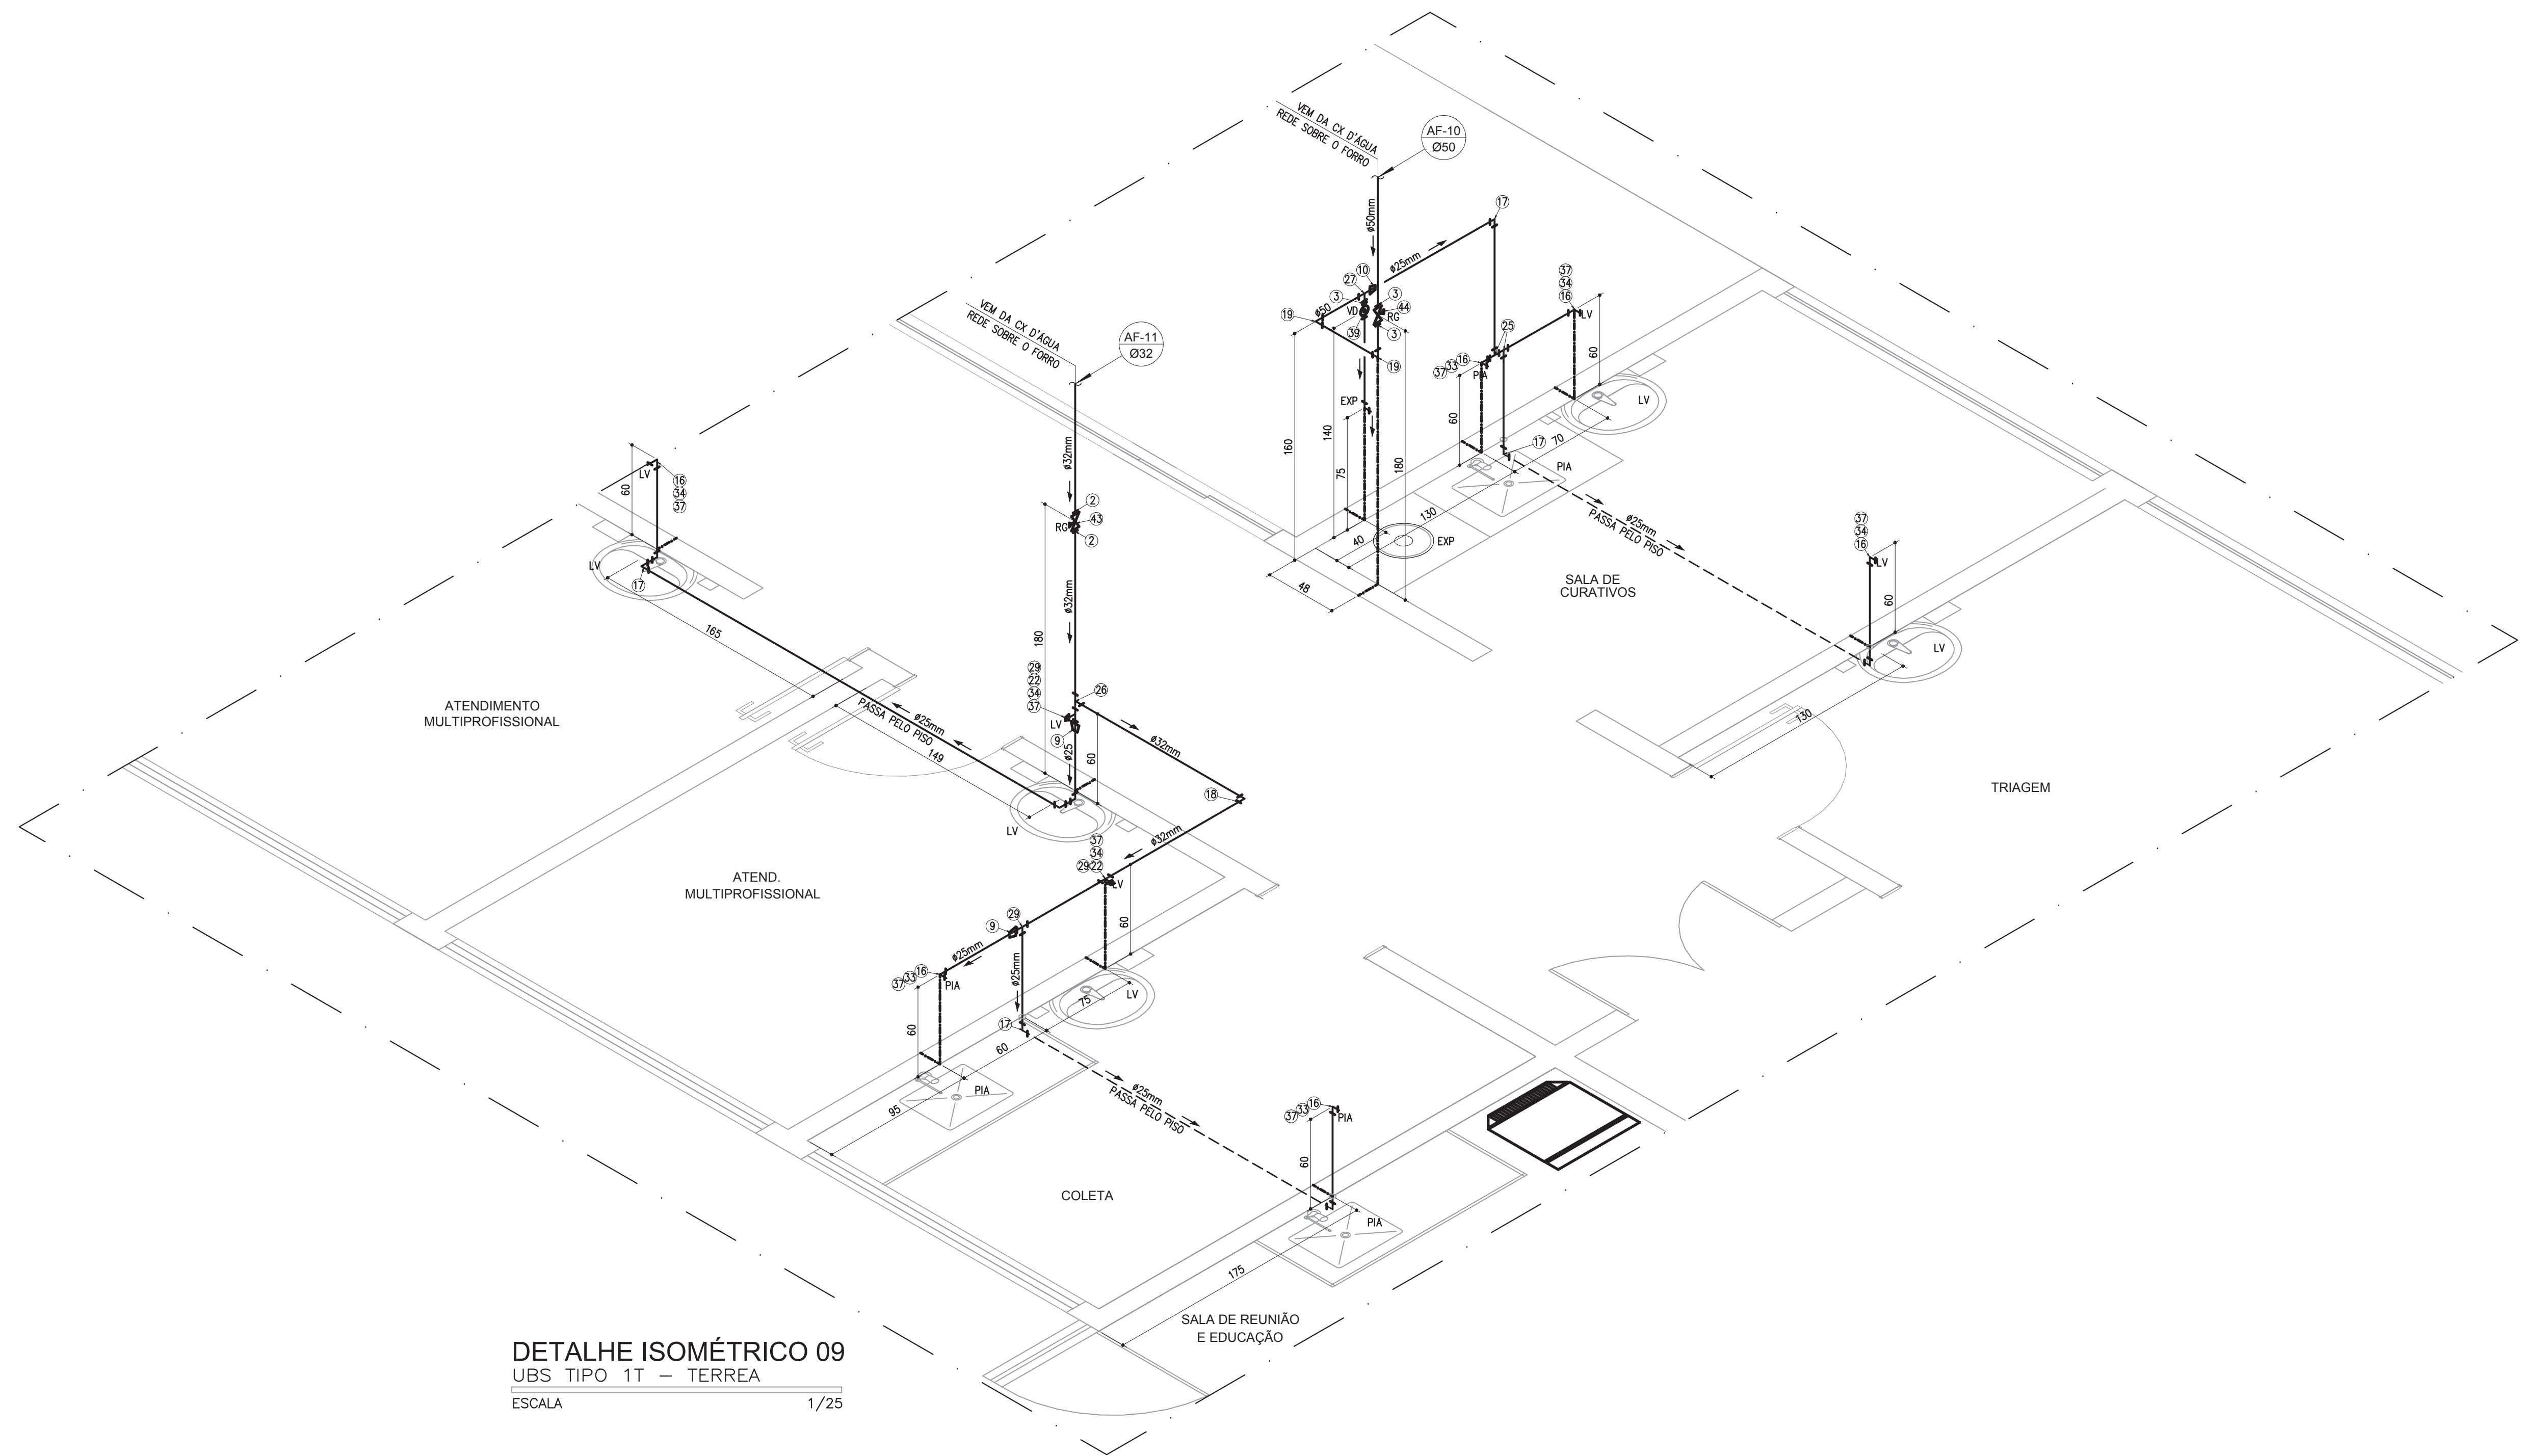 VEM DA CX D'ÁGUA
REDE SOBRE O FORRO
AF-10
Ø50
ø50mm
17
ø25mm
10
27
3
3
44
VD
RG
ø50
19
39
3
19
37
34
16
LV
25
60
37 33 16
PIA
60
LV
70
17
PIA
EXP
160
140
75
180
130
40
EXP
48
ø25mm
PASSA PELO PISO
SALA DE
CURATIVOS
37
34
16
LV
60
LV
130
TRIAGEM
VEM DA CX D'ÁGUA
REDE SOBRE O FORRO
AF-11
Ø32
ø32mm
2
RG
43
2
ø32mm
180
LV
60
16
34
37
LV
17
165
29
22
34
37
26
LV
9
ø25
60
ø32mm
18
ø25mm
PASSA PELO PISO
149
LV
ATENDIMENTO
MULTIPROFISSIONAL
ATEND.
MULTIPROFISSIONAL
ø32mm
37
34
29 22
LV
60
29
9
ø25mm
ø25mm
37 33 16
PIA
60
LV
75
17
60
PIA
95
ø25mm
PASSA PELO PISO
37 33 16
PIA
60
COLETA
PIA
175
SALA DE REUNIÃO
E EDUCAÇÃO
DETALHE ISOMÉTRICO 09
UBS TIPO 1T – TERREA
ESCALA 1/25